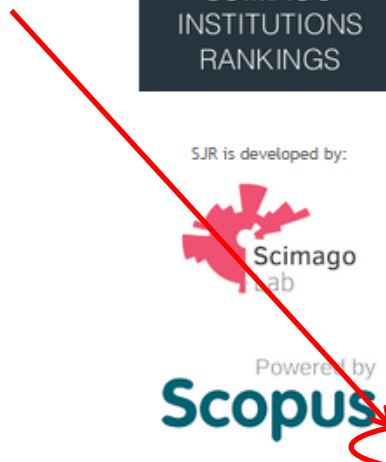 INSTITUTIONS
RANKINGS
SJR is developed by:
Scimago
Lab
Powered by
Scopus